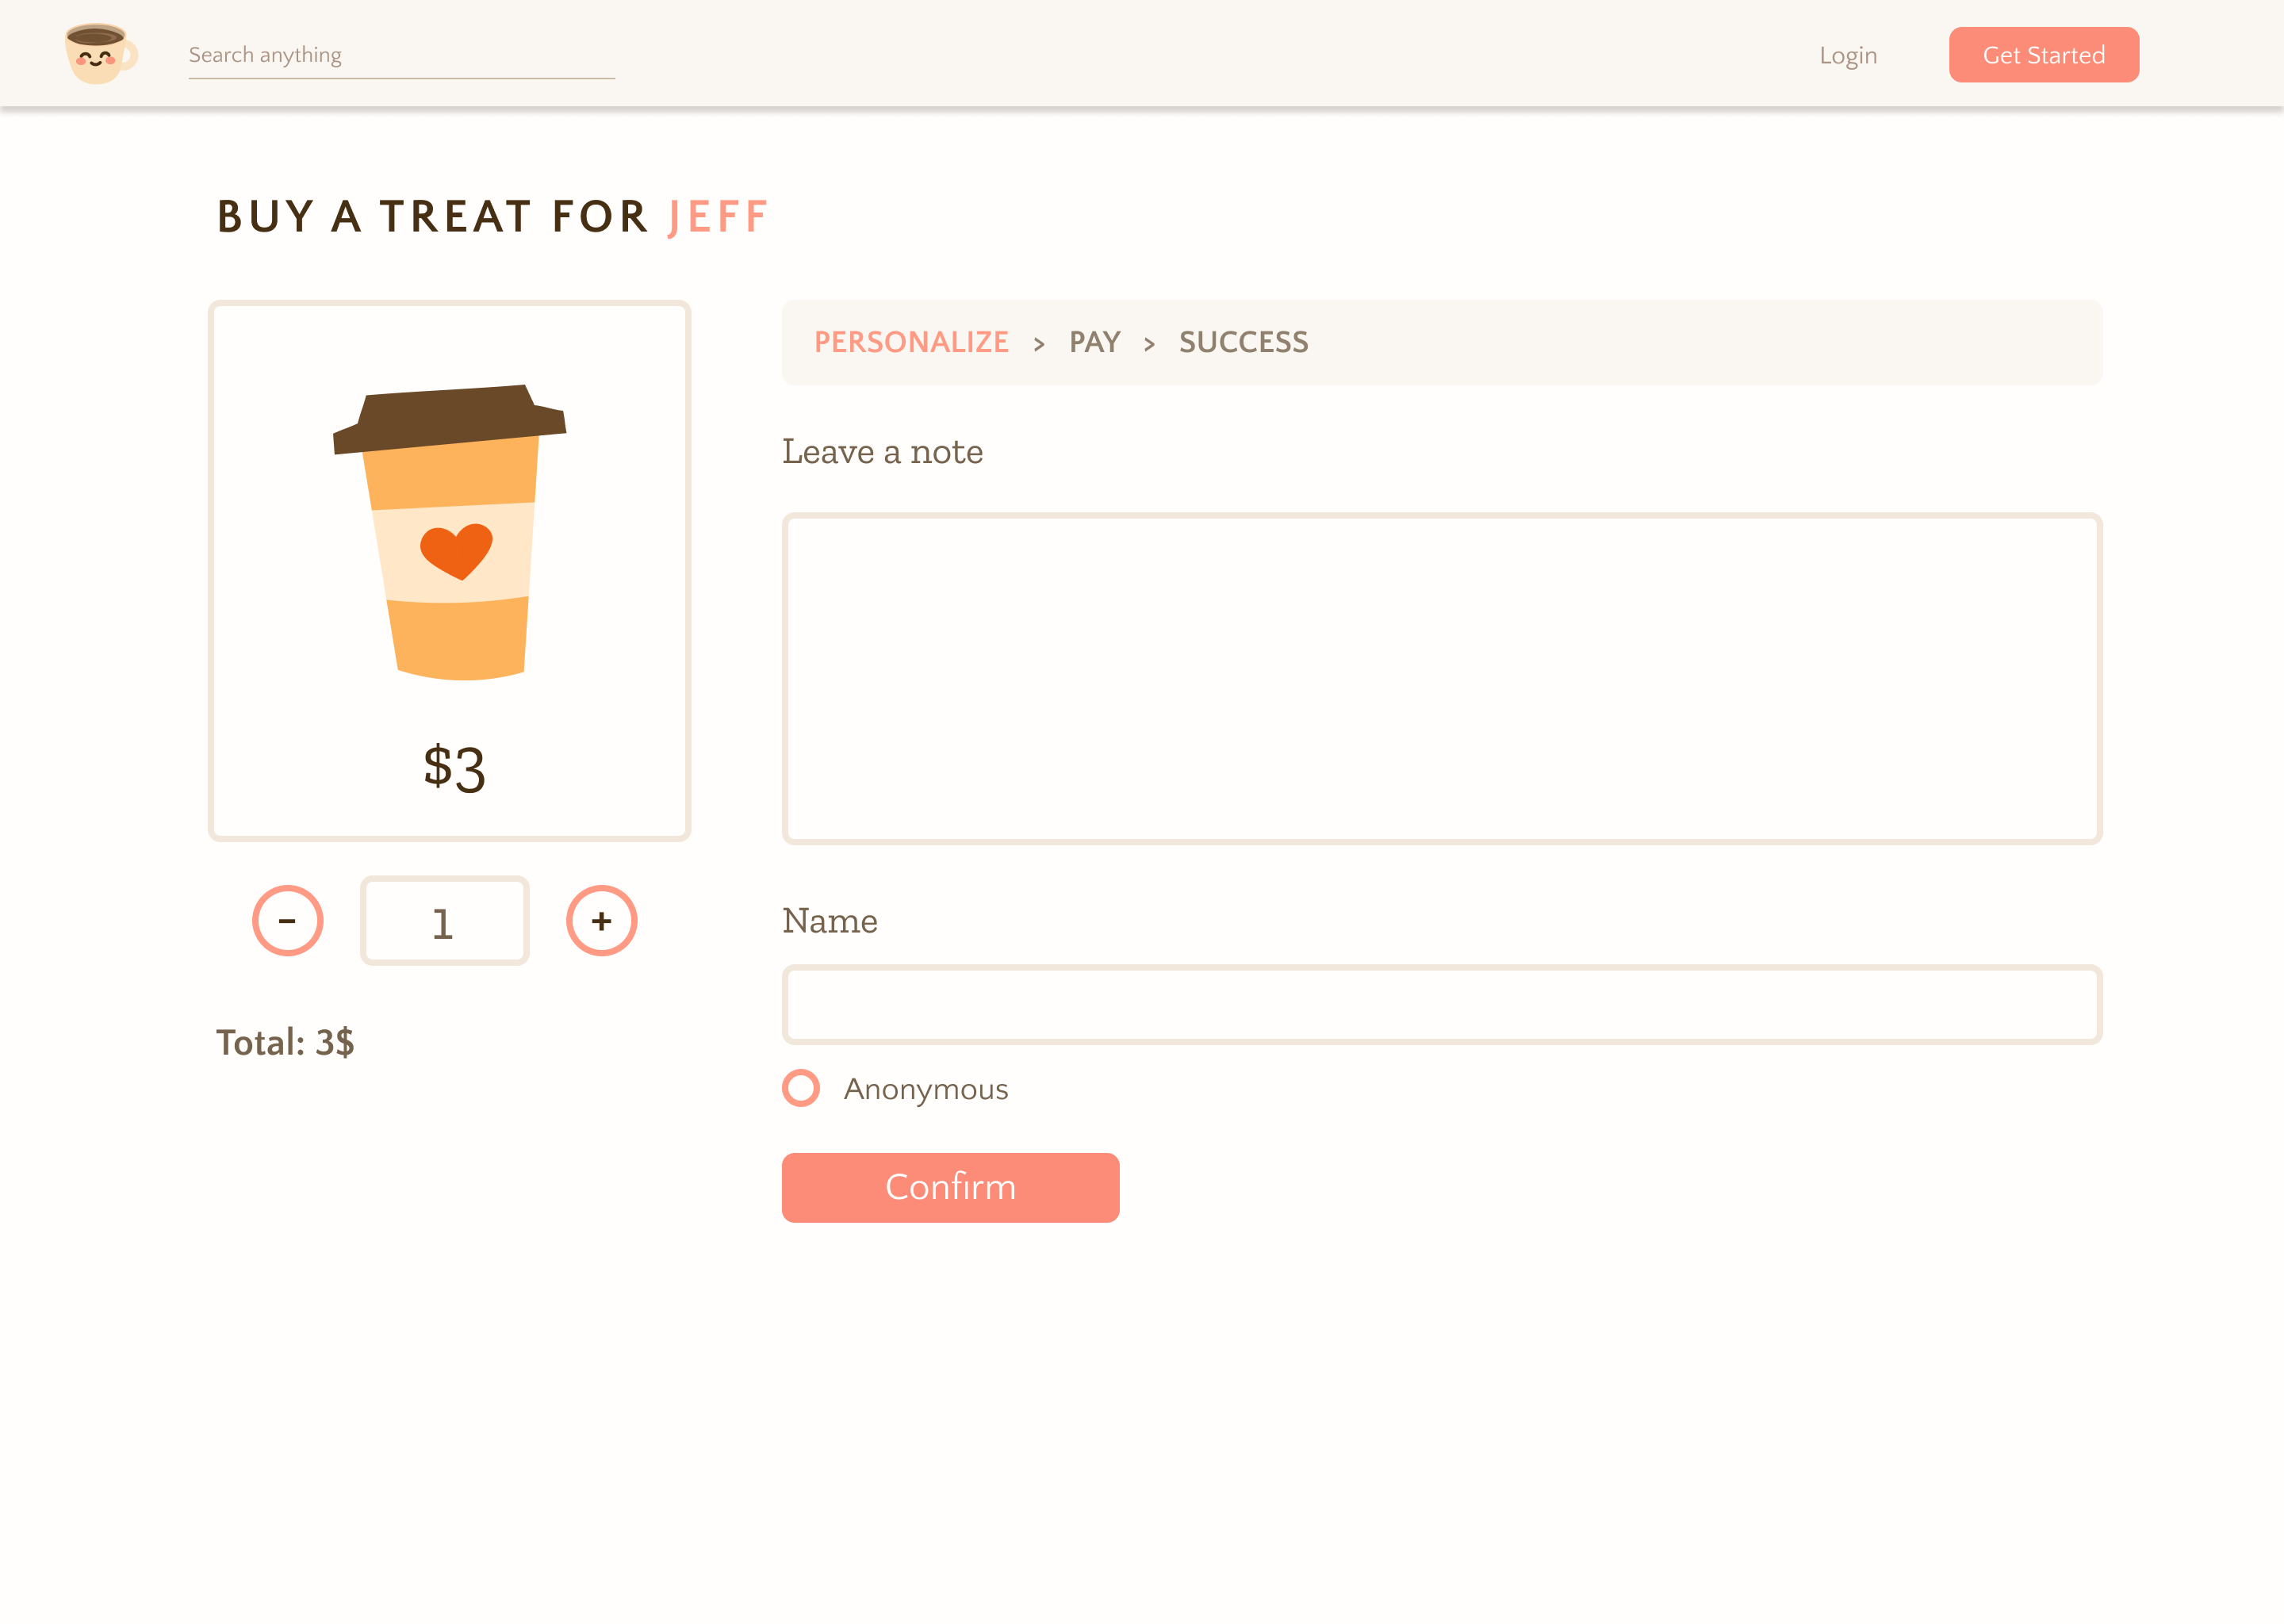 Search anything
Login
Get Started
BUY A TREAT FOR JEFF
PERSONALIZE > PAY > SUCCESS
Leave a note
$3
- 1 +
Name
Total: 3$
Anonymous
Confirm